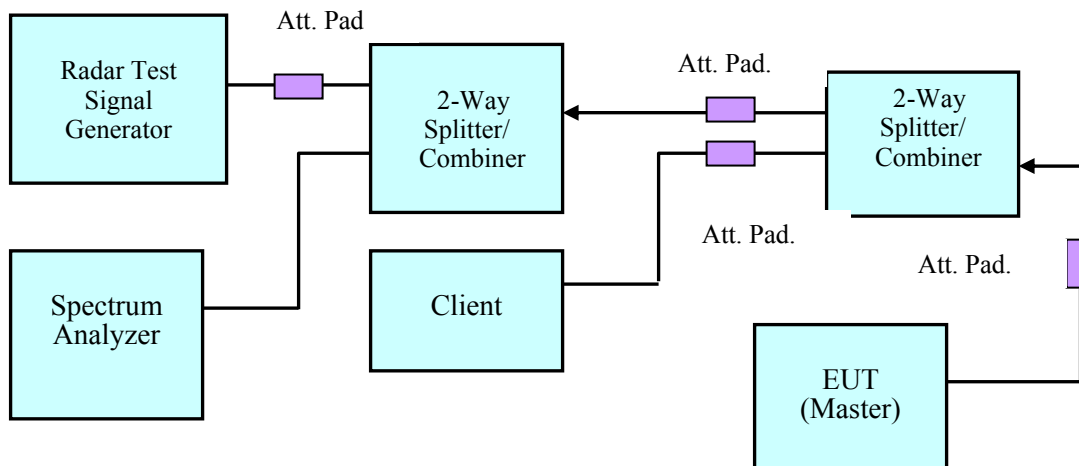 Att. Pad
Radar Test
Signal
Generator
2-Way
Splitter/
Combiner
Att. Pad.
2-Way
Splitter/
Combiner
Att. Pad.
Att. Pad.
Spectrum
Analyzer
Client
EUT
(Master)